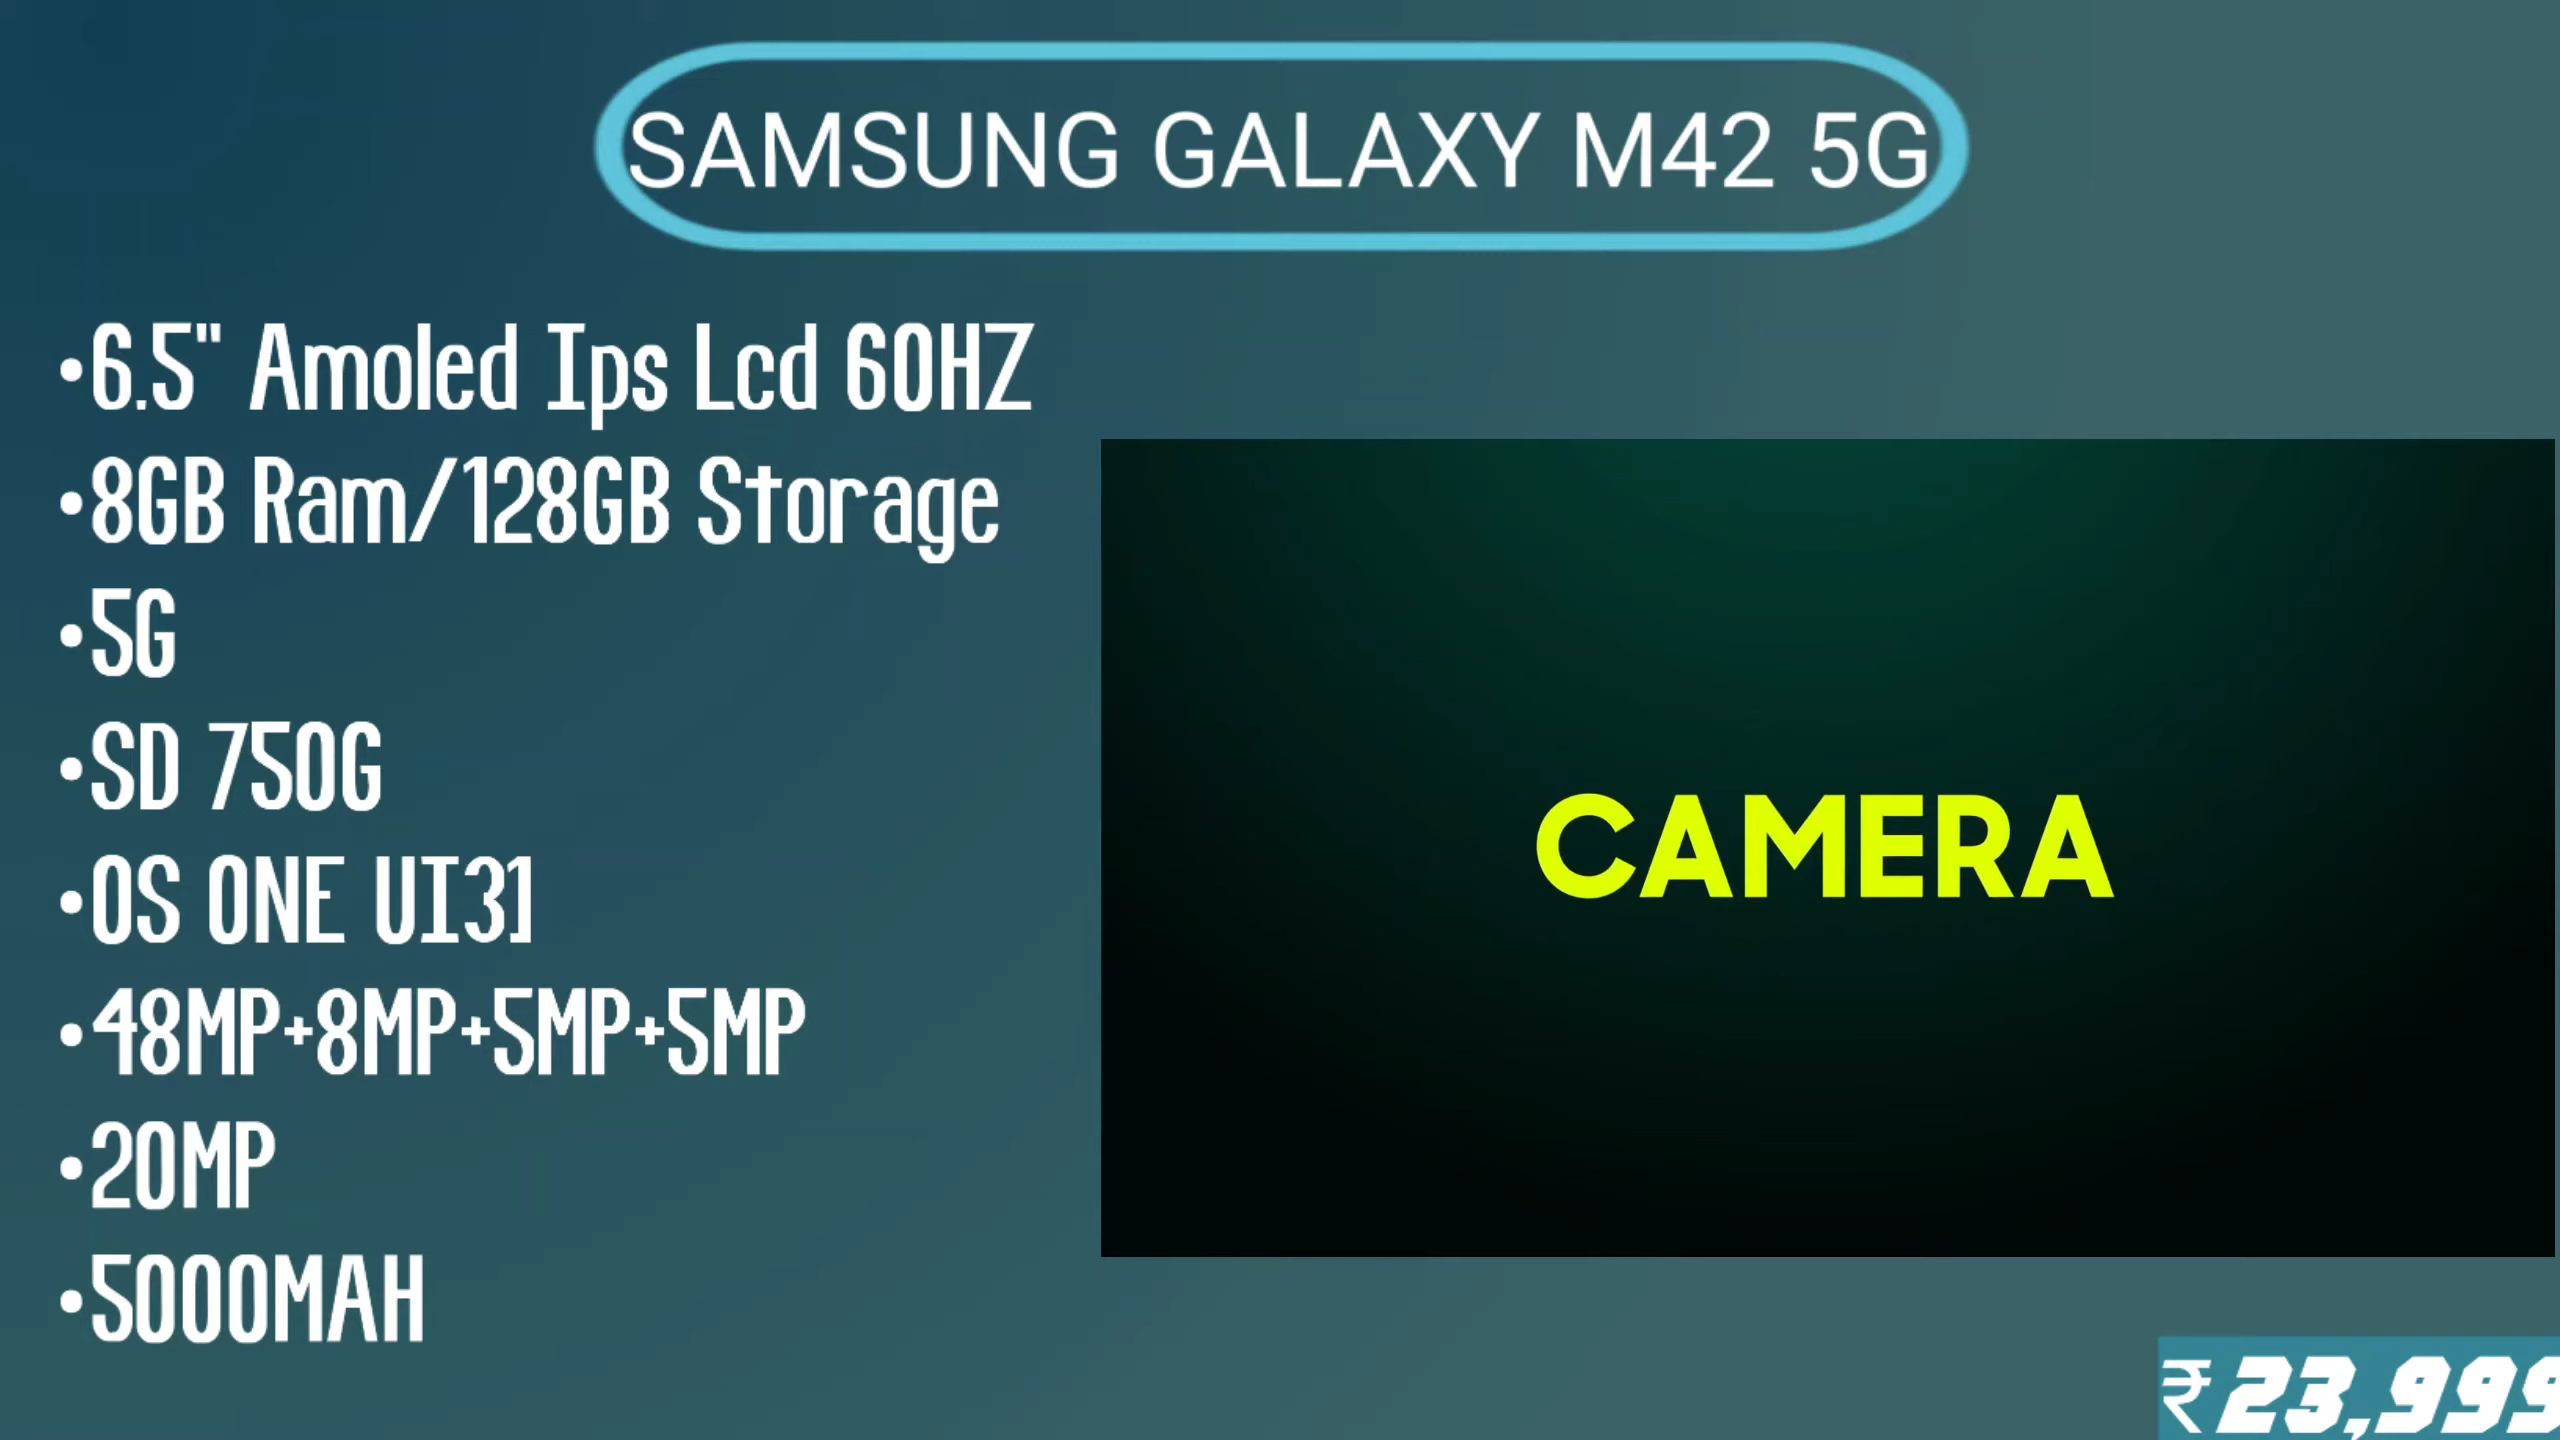 SAMSUNG GALAXY M42 5G
•6.5" Amoled Ips Lcd 60HZ
•8GB Ram/128GB Storage
•5G
•SD 750G
•OS ONE UI31
•48MP+8MP+5MP+5MP
•20MP
•5000MAH
CAMERA
₹23,999